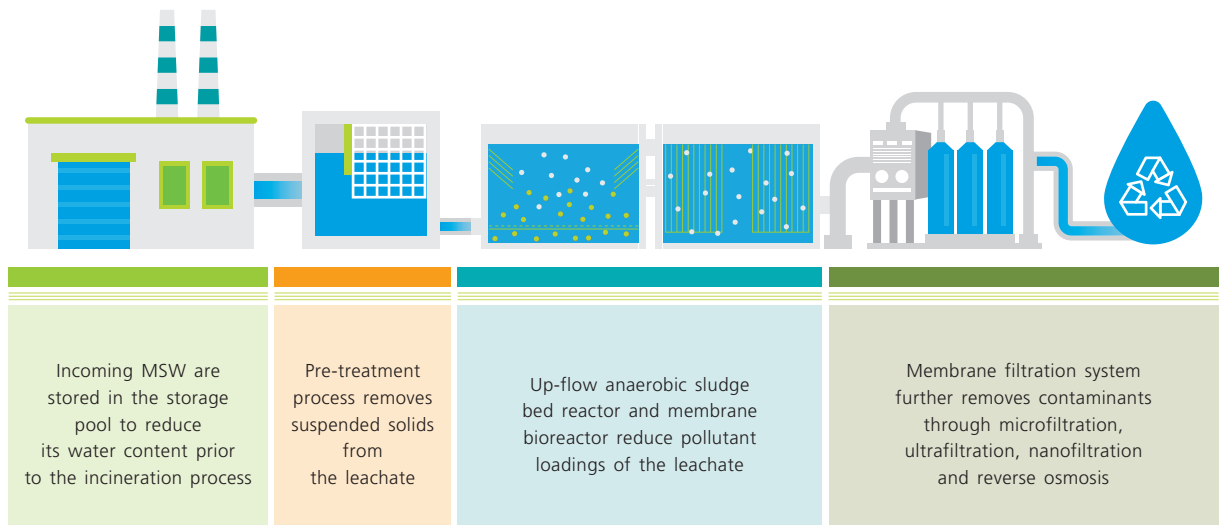 Incoming MSW are
stored in the storage
pool to reduce
its water content prior
to the incineration process
Pre-treatment
process removes
suspended solids
from
the leachate
Up-flow anaerobic sludge
bed reactor and membrane
bioreactor reduce pollutant
loadings of the leachate
Membrane filtration system
further removes contaminants
through microfiltration,
ultrafiltration, nanofiltration
and reverse osmosis